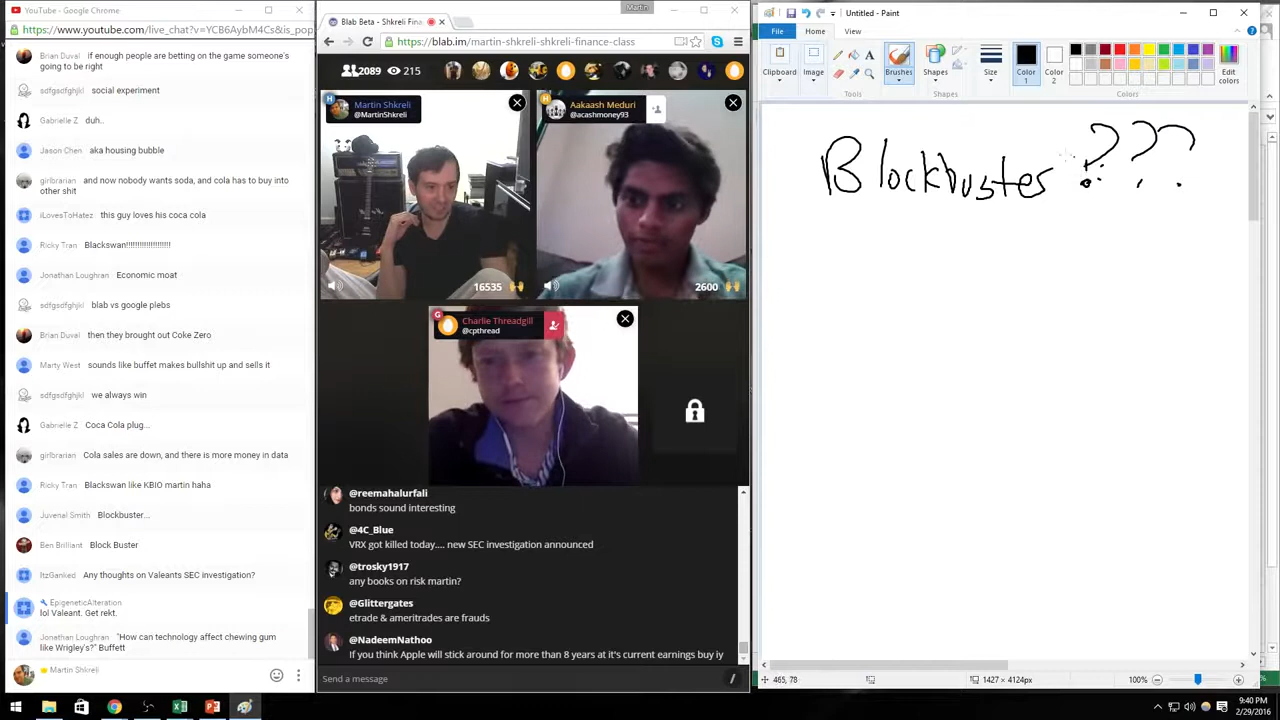 YouTube - Google Chrome
https://www.youtube.com/live_chat?v=YCB6AybM4Cs&is_pop
Brian Duval if enough people are betting on the game someone's
going to be right
sdfgsdfghjkl social experiment
Gabrielle Z duh..
Jason Chen aka housing bubble
girlbrarian and now nobody wants soda, and cola has to buy into
other shit
iLovesToHatez this guy loves his coca cola
Ricky Tran Blackswan!!!!!!!!!!!!!!!!!!!!
Jonathan Loughran Economic moat
sdfgsdfghjkl blab vs google plebs
Brian Duval then they brought out Coke Zero
Marty West sounds like buffet makes bullshit up and sells it
sdfgsdfghjkl we always win
Gabrielle Z Coca Cola plug...
girlbrarian Cola sales are down, and there is more money in data
Ricky Tran Blackswan like KBIO martin haha
Juvenal Smith Blockbuster...
Ben Brilliant Block Buster
ItzGanked Any thoughts on Valeants SEC investigation?
EpigeneticAlteration
lol Valeant. Get rekt.
Jonathan Loughran "How can technology affect chewing gum
like Wrigley's?" Buffett
Martin Shkreli
Martin
Blab Beta - Shkreli Fina
https://blab.im/martin-shkreli-shkreli-finance-class
2089 215
H Martin Shkreli
@MartinShkreli
16535
H Aakaash Meduri
@acashmoney93
2600
G Charlie Threadgill
@cpthread
@reemahalurfali
bonds sound interesting
@4C_Blue
VRX got killed today.... new SEC investigation announced
@trosky1917
any books on risk martin?
@Glittergates
etrade & ameritrades are frauds
@NadeemNathoo
If you think Apple will stick around for more than 8 years at it's current earnings buy iy
Send a message
Untitled - Paint
File Home View
Clipboard Image Tools Brushes Shapes Size Color 1 Color 2 Edit colors
Shapes Colors
Blockbuster ???
465, 78 1427 × 4124px 100%
9:40 PM
2/29/2016